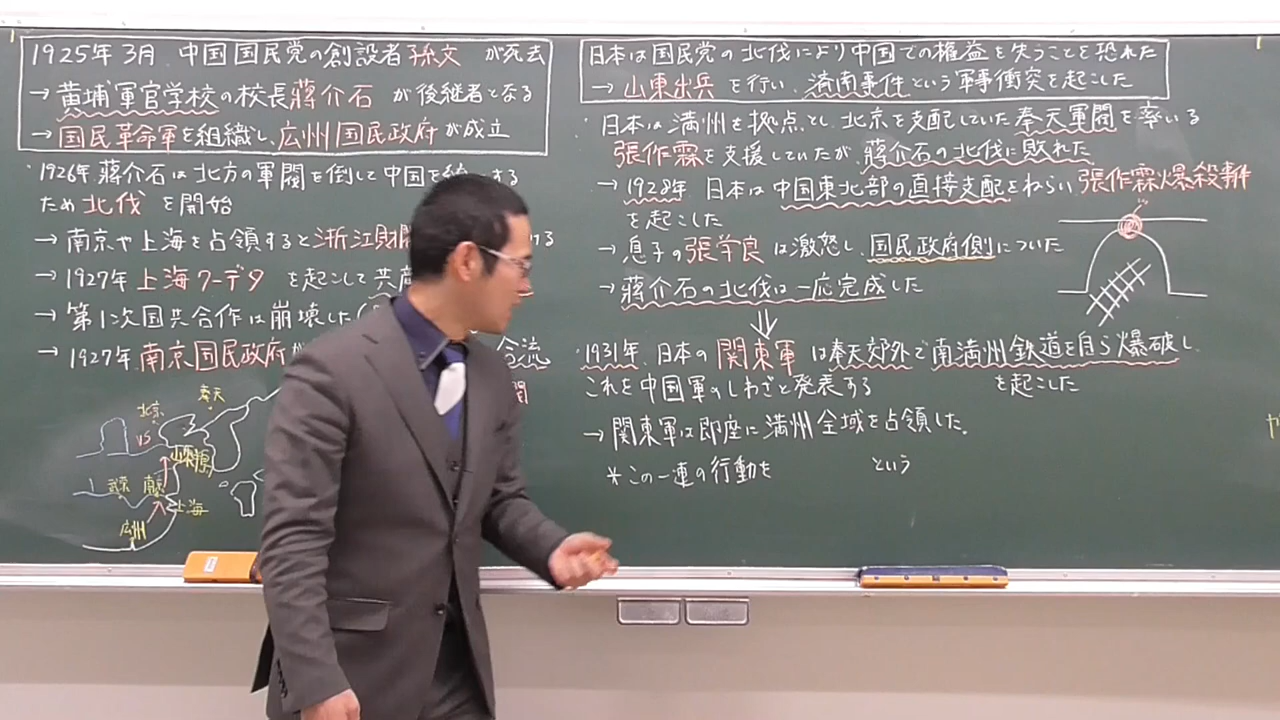 1925年3月 中国国民党の創設者孫文 が死去
→ 黄埔軍官学校の校長蔣介石 が後継者となる
→ 国民革命軍を組織し、広州国民政府が成立
・1926年 蔣介石は北方の軍閥を倒して中国を
ため 北伐 を開始
→ 南京や上海を占領すると浙江財 ける
→ 1927年 上海クーデタ を起こして共
→ 第1次国共合作は崩壊した(
→ 1927年 南京国民政府が 合流
奉天
北京
VS
山東
武漢 南京
上海
広州
日本は国民党の北伐により中国での権益を失うことを恐れた
→ 山東出兵 を行い、済南事件という軍事衝突を起こした
・日本は満州を拠点とし、北京を支配していた奉天軍閥を率いる
張作霖を支援していたが、蔣介石の北伐に敗れた
→ 1928年 日本は中国東北部の直接支配をねらい張作霖爆殺事件
を起こした
→ 息子の張学良は激怒し、国民政府側についた
→ 蔣介石の北伐は一応完成した
⇓
・1931年、日本の関東軍は奉天郊外で南満州鉄道を自ら爆破し、
これを中国軍のしわざと発表する を起こした
→ 関東軍は即座に満州全域を占領した。
*この一連の行動を という